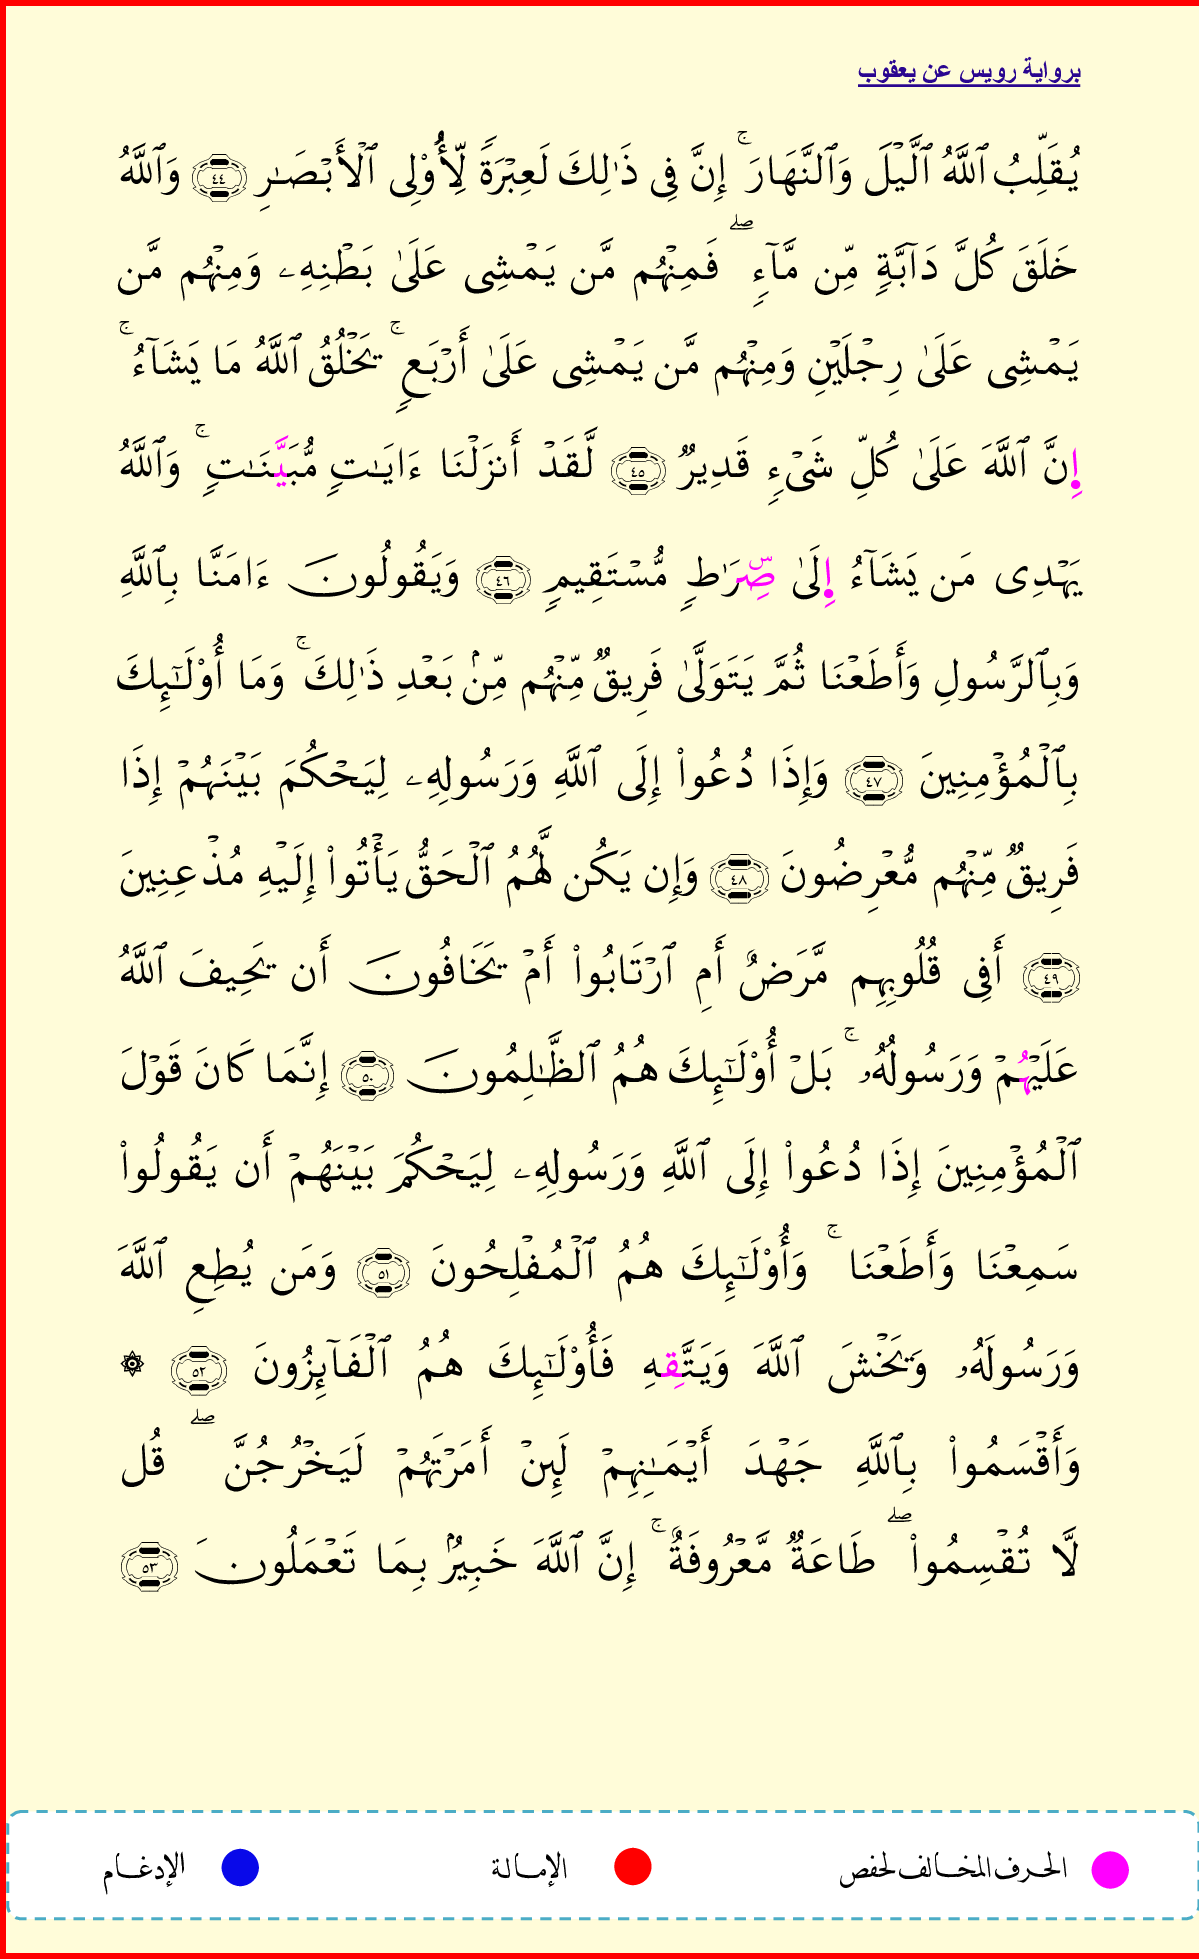 برواية رويس عن يعقوب
يُقَلِّبُ ٱللَّهُ ٱلَّيْلَ وَٱلنَّهَارَۚ إِنَّ فِى ذَٰلِكَ لَعِبْرَةً لِّأُو۟لِى ٱلْأَبْصَـٰرِ ٤٤ وَٱللَّهُ
خَلَقَ كُلَّ دَآبَّةٍ مِّن مَّآءٍۖ فَمِنْهُم مَّن يَمْشِى عَلَىٰ بَطْنِهِۦ وَمِنْهُم مَّن
يَمْشِى عَلَىٰ رِجْلَيْنِ وَمِنْهُم مَّن يَمْشِى عَلَىٰ أَرْبَعٍۚ يَخْلُقُ ٱللَّهُ مَا يَشَآءُۚ
إِنَّ ٱللَّهَ عَلَىٰ كُلِّ شَىْءٍ قَدِيرٌ ٤٥ لَّقَدْ أَنزَلْنَا ءَايَـٰتٍ مُّبَيَّنَـٰتٍۚ وَٱللَّهُ
يَهْدِى مَن يَشَآءُ إِلَىٰ صِّرَٰطٍ مُّسْتَقِيمٍ ٤٦ وَيَقُولُونَ ءَامَنَّا بِٱللَّهِ
وَبِٱلرَّسُولِ وَأَطَعْنَا ثُمَّ يَتَوَلَّىٰ فَرِيقٌ مِّنْهُم مِّنۢ بَعْدِ ذَٰلِكَۚ وَمَا أُو۟لَـٰٓئِكَ
بِٱلْمُؤْمِنِينَ ٤٧ وَإِذَا دُعُوا۟ إِلَى ٱللَّهِ وَرَسُولِهِۦ لِيَحْكُمَ بَيْنَهُمْ إِذَا
فَرِيقٌ مِّنْهُم مُّعْرِضُونَ ٤٨ وَإِن يَكُن لَّهُمُ ٱلْحَقُّ يَأْتُوا۟ إِلَيْهِ مُذْعِنِينَ
٤٩ أَفِى قُلُوبِهِم مَّرَضٌ أَمِ ٱرْتَابُوا۟ أَمْ يَخَافُونَ أَن يَحِيفَ ٱللَّهُ
عَلَيْهُمْ وَرَسُولُهُۥۚ بَلْ أُو۟لَـٰٓئِكَ هُمُ ٱلظَّـٰلِمُونَ ٥٠ إِنَّمَا كَانَ قَوْلَ
ٱلْمُؤْمِنِينَ إِذَا دُعُوا۟ إِلَى ٱللَّهِ وَرَسُولِهِۦ لِيَحْكُمَ بَيْنَهُمْ أَن يَقُولُوا۟
سَمِعْنَا وَأَطَعْنَاۚ وَأُو۟لَـٰٓئِكَ هُمُ ٱلْمُفْلِحُونَ ٥١ وَمَن يُطِعِ ٱللَّهَ
وَرَسُولَهُۥ وَيَخْشَ ٱللَّهَ وَيَتَّقِهِ فَأُو۟لَـٰٓئِكَ هُمُ ٱلْفَآئِزُونَ ٥٢ ۞
وَأَقْسَمُوا۟ بِٱللَّهِ جَهْدَ أَيْمَـٰنِهِمْ لَئِنْ أَمَرْتَهُمْ لَيَخْرُجُنَّۖ قُل
لَّا تُقْسِمُوا۟ۖ طَاعَةٌ مَّعْرُوفَةٌۚ إِنَّ ٱللَّهَ خَبِيرٌۢ بِمَا تَعْمَلُونَ ٥٣
الحرف المخالف لحفص الإمالة الإدغام